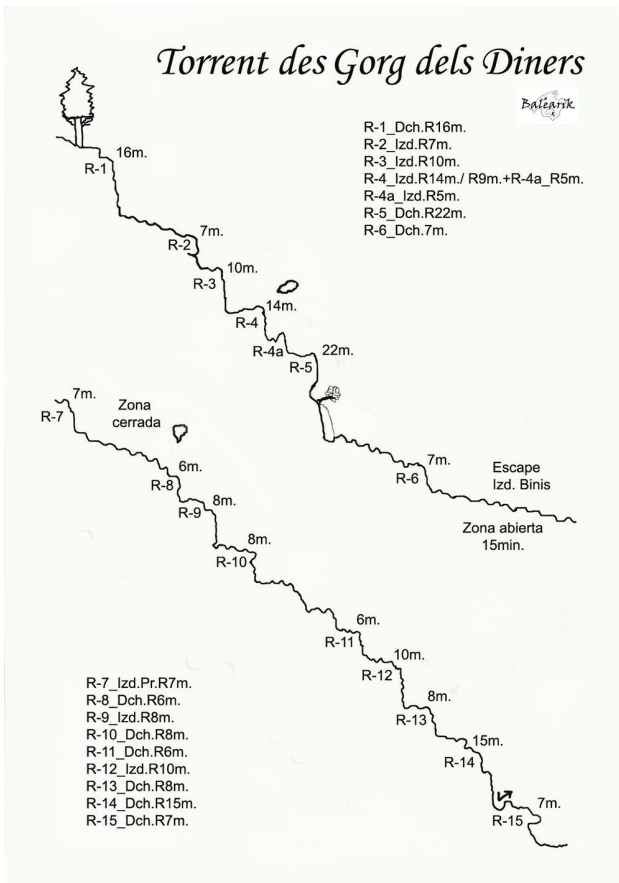 Torrent des Gorg dels Diners
Balearik
R-1_Dch.R16m.
R-2_Izd.R7m.
R-3_Izd.R10m.
R-4_Izd.R14m./ R9m.+R-4a_R5m.
R-4a_Izd.R5m.
R-5_Dch.R22m.
R-6_Dch.7m.
16m.
R-1
7m.
R-2
10m.
R-3
14m.
R-4
R-4a
22m.
R-5
7m.
R-6
Escape
Izd. Binis
Zona abierta
15min.
7m.
R-7
Zona
cerrada
6m.
R-8
8m.
R-9
8m.
R-10
6m.
R-11
10m.
R-12
8m.
R-13
15m.
R-14
7m.
R-15
R-7_Izd.Pr.R7m.
R-8_Dch.R6m.
R-9_Izd.R8m.
R-10_Dch.R8m.
R-11_Dch.R6m.
R-12_Izd.R10m.
R-13_Dch.R8m.
R-14_Dch.R15m.
R-15_Dch.R7m.